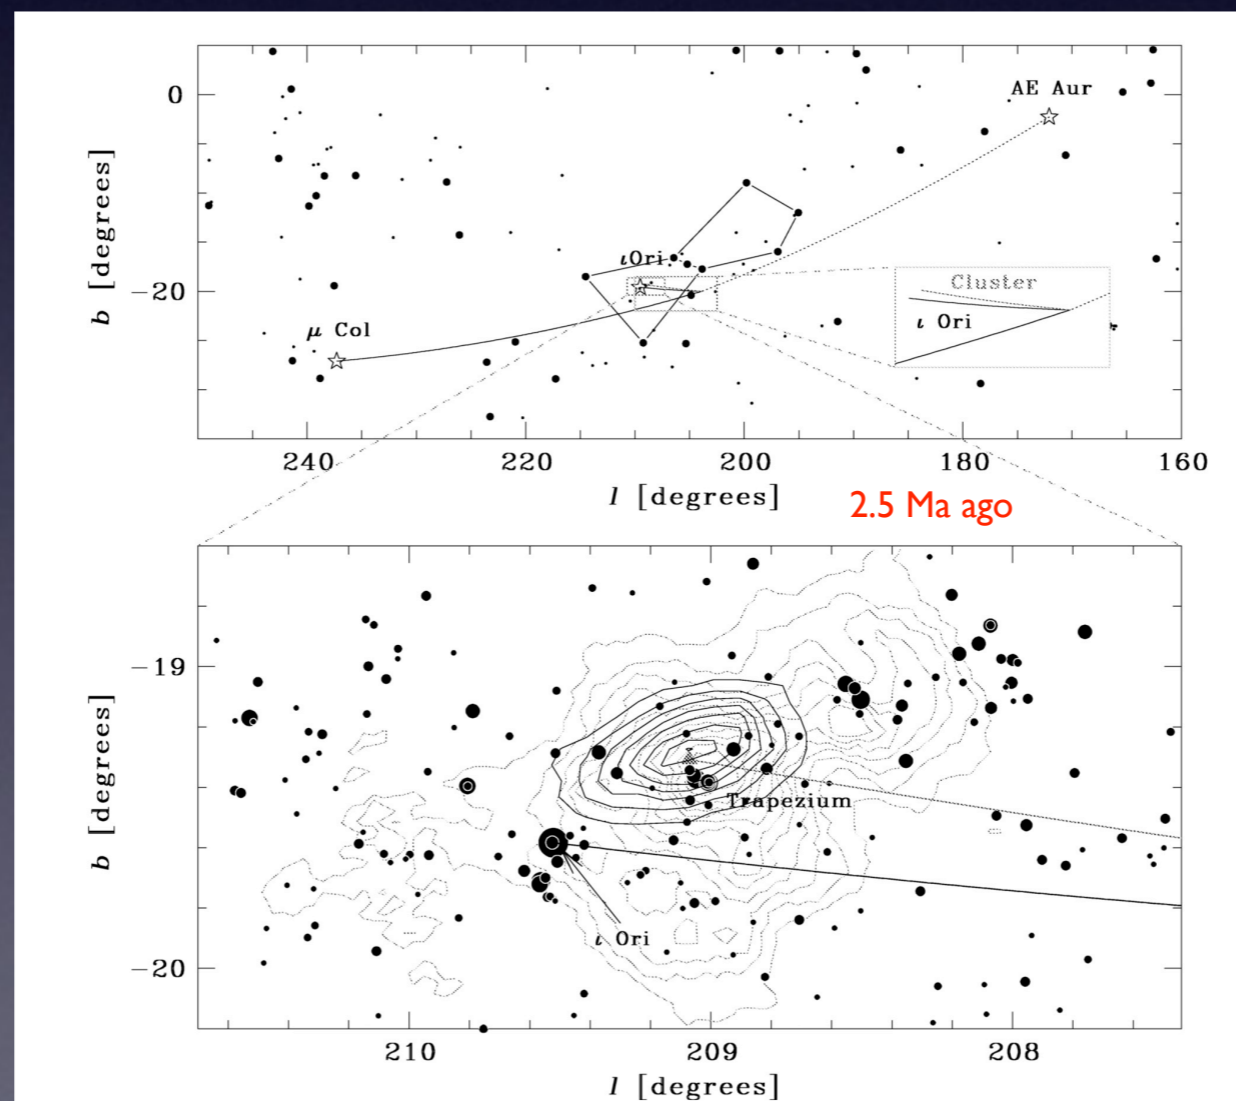 AE Aur
0
b [degrees]
ι Ori
Cluster
−20
ι Ori
μ Col
240
220
200
180
160
l [degrees]
2.5 Ma ago
−19
b [degrees]
Trapezium
ι Ori
−20
210
209
208
l [degrees]